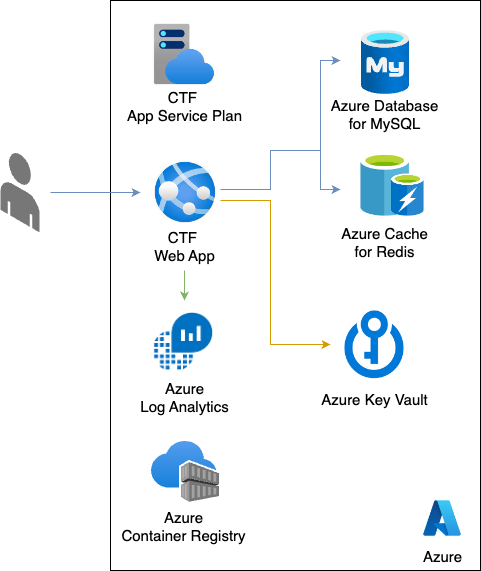 CTF
App Service Plan
My
Azure Database
for MySQL
CTF
Web App
Azure Cache
for Redis
Azure
Log Analytics
Azure Key Vault
Azure
Container Registry
Azure